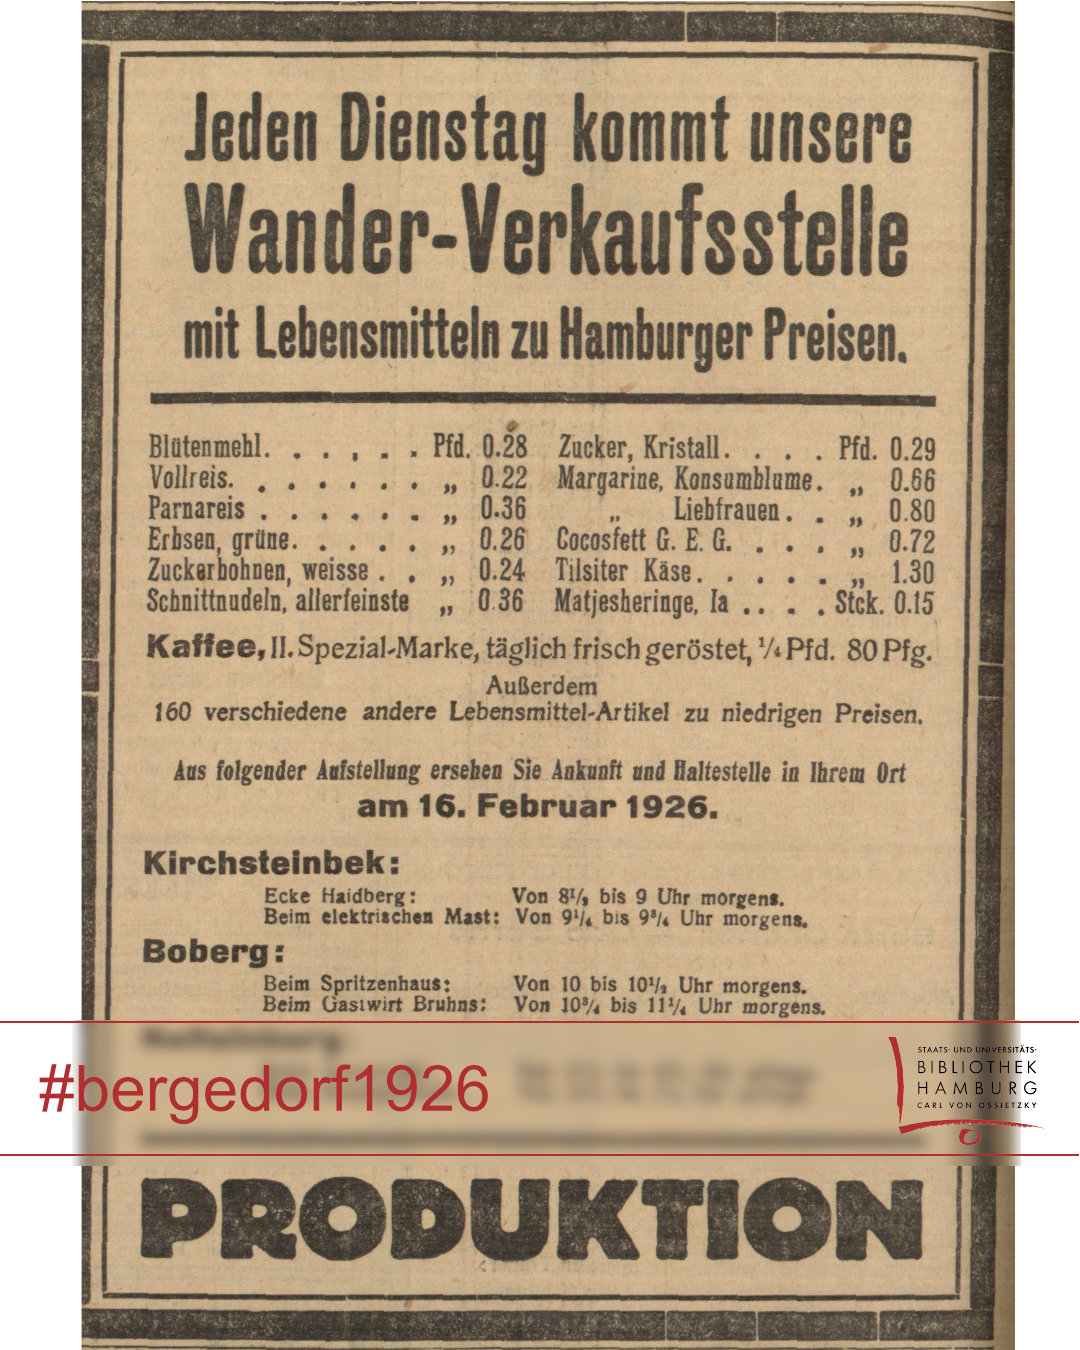 Jeden Dienstag kommt unsere
Wander-Verkaufsstelle
mit Lebensmitteln zu Hamburger Preisen.
Blütenmehl. . . . . . Pfd. 0.28
Vollreis. . . . . . . „ 0.22
Parnareis . . . . . . „ 0.36
Erbsen, grüne. . . . . „ 0.26
Zuckerbohnen, weisse . . „ 0.24
Schnittnudeln, allerfeinste „ 0.36
Zucker, Kristall. . . . Pfd. 0.29
Margarine, Konsumblume. „ 0.66
„ Liebfrauen. . „ 0.80
Cocosfett G. E. G. . . . „ 0.72
Tilsiter Käse. . . . . „ 1.30
Matjesheringe, Ia . . . . Stck. 0.15
Kaffee, II. Spezial-Marke, täglich frisch geröstet, ¼ Pfd. 80 Pfg.
Außerdem
160 verschiedene andere Lebensmittel-Artikel zu niedrigen Preisen.
Aus folgender Aufstellung ersehen Sie Ankunft und Haltestelle in Ihrem Ort
am 16. Februar 1926.
Kirchsteinbek:
Ecke Haidberg: Von 8½ bis 9 Uhr morgens.
Beim elektrischen Mast: Von 9¼ bis 9¾ Uhr morgens.
Boberg:
Beim Spritzenhaus: Von 10 bis 10½ Uhr morgens.
Beim Gastwirt Bruhns: Von 10¾ bis 11¼ Uhr morgens.
#bergedorf1926
STAATS- UND UNIVERSITÄTS-
BIBLIOTHEK
HAMBURG
CARL VON OSSIETZKY
PRODUKTION